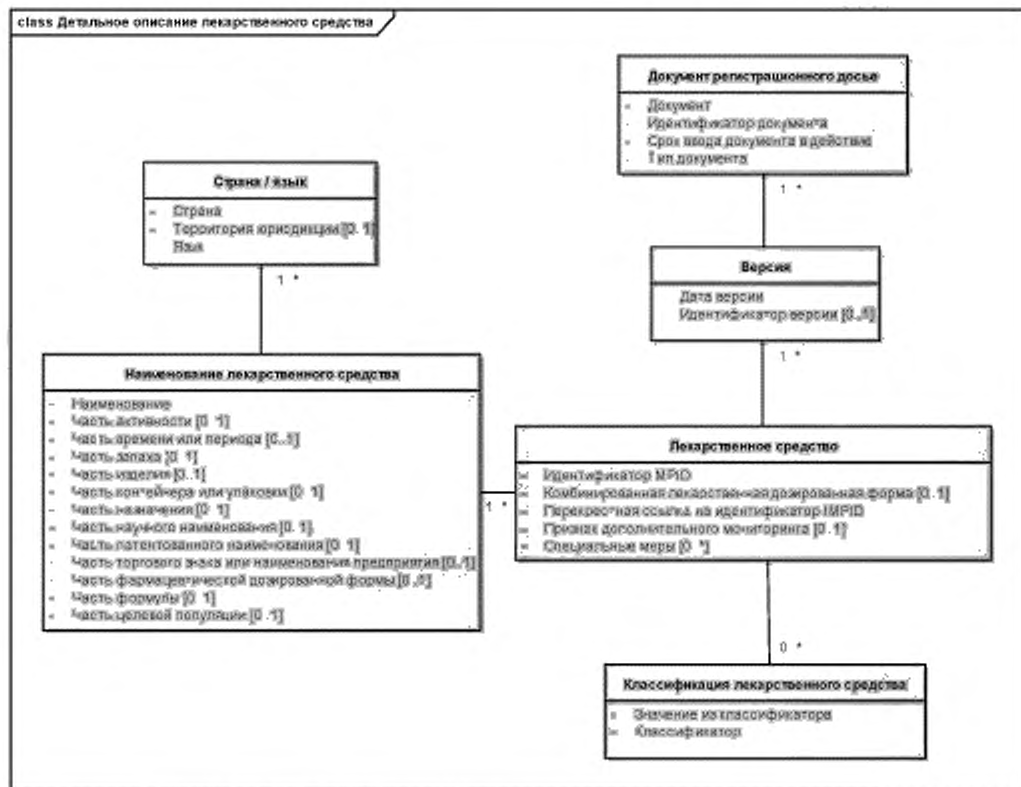 class Детальное описание лекарственного средства
Документ регистрационного досье
- Документ
Идентификатор документа
- Срок ввода документа в действие
Тип документа
1 *
Страна / язык
- Страна
- Территория юрисдикции [0. 1]
Язык
1 *
Версия
Дата версии
Идентификатор версии [0..1]
1 *
Наименование лекарственного средства
- Наименование
- Часть активности [0 1]
- Часть времени или периода [0..1]
- Часть запаха [0 1]
- Часть изделия [0..1]
- Часть контейнера или упаковки [0 1]
- Часть назначения [0 1]
- Часть научного наименования [0. 1]
- Часть патентованного наименования [0 1]
Часть торгового знака или наименования предприятия [0..1]
Часть фармацевтической дозированной формы [0..1]
- Часть формулы [0 1]
- Часть целевой популяции [0..1]
1 *
Лекарственное средство
- Идентификатор MPID
- Комбинированная лекарственная дозированная форма [0..1]
- Перекрестная ссылка на идентификатор IMPID
- Признак дополнительного мониторинга [0..1]
- Специальные меры [0 *]
0 *
Классификация лекарственного средства
- Значение из классификатора
- Классификатор